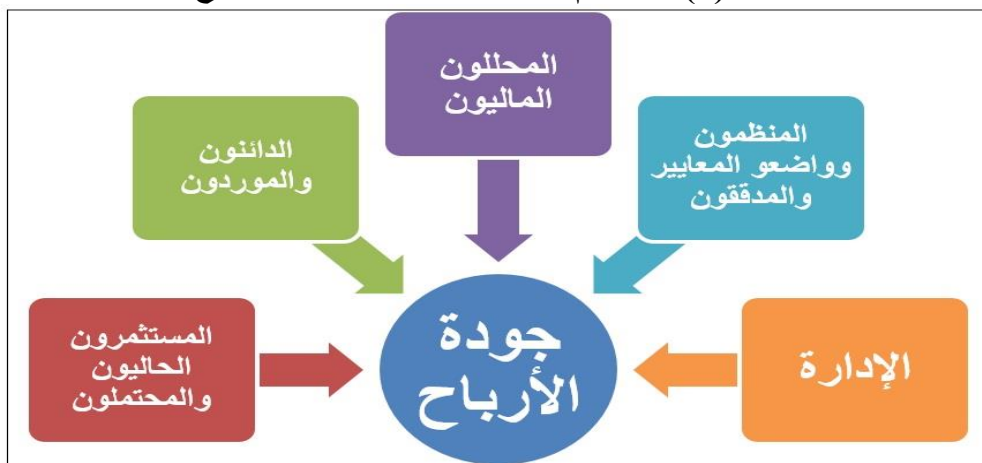 المحللون
الماليون
المنظمون
وواضعو المعايير
والمدققون
الدائنون
والموردون
الإدارة
جودة
الأرباح
المستثمرون
الحاليون
والمحتملون